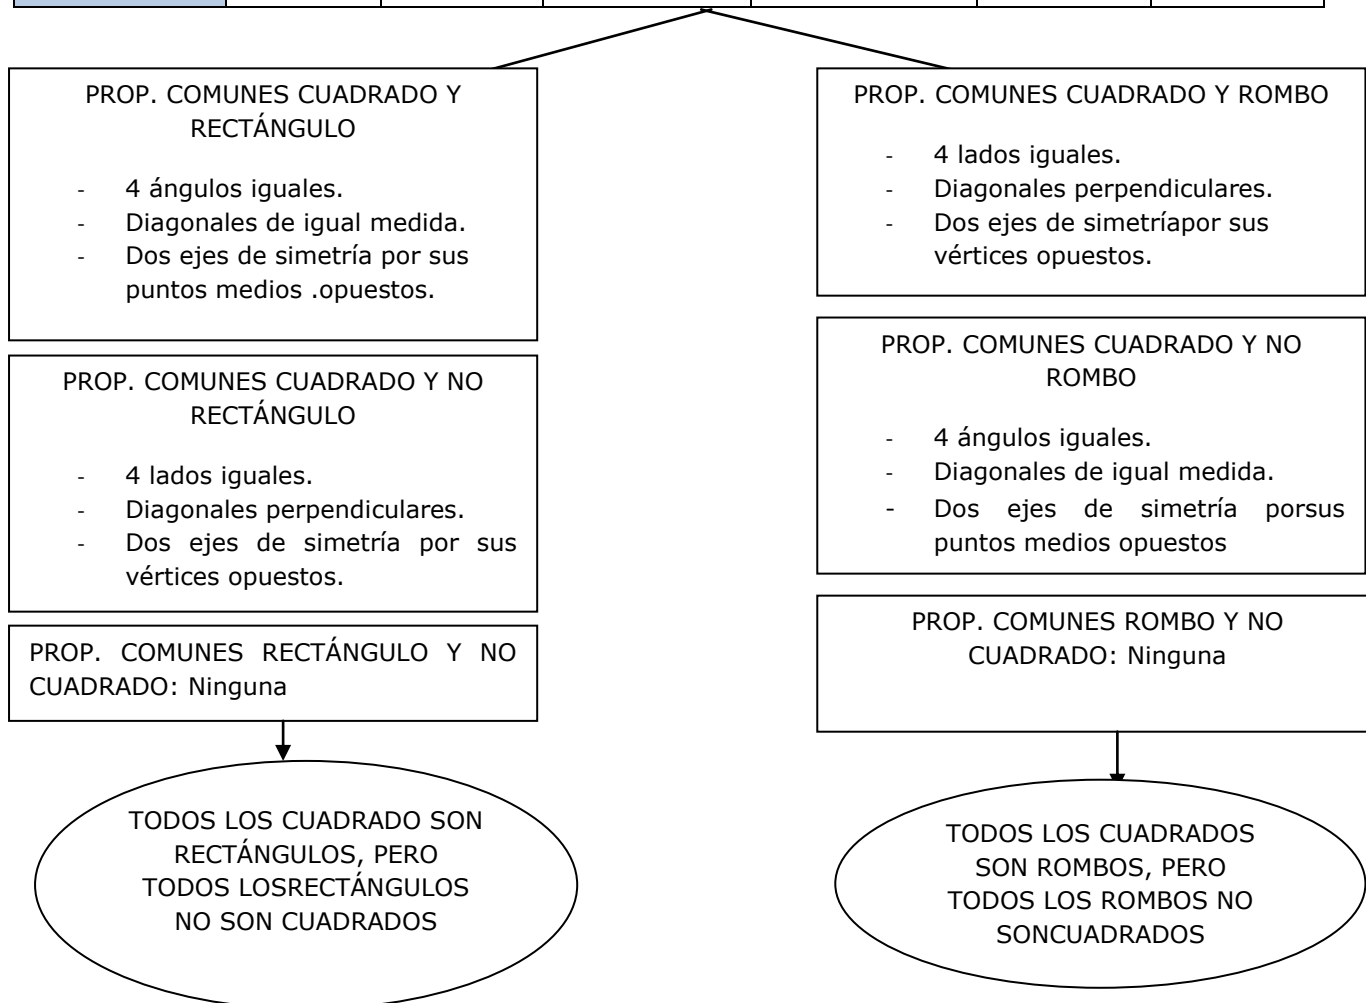 PROP. COMUNES CUADRADO Y
RECTÁNGULO
- 4 ángulos iguales.
- Diagonales de igual medida.
- Dos ejes de simetría por sus
puntos medios .opuestos.
PROP. COMUNES CUADRADO Y NO
RECTÁNGULO
- 4 lados iguales.
- Diagonales perpendiculares.
- Dos ejes de simetría por sus
vértices opuestos.
PROP. COMUNES RECTÁNGULO Y NO
CUADRADO: Ninguna
TODOS LOS CUADRADO SON
RECTÁNGULOS, PERO
TODOS LOSRECTÁNGULOS
NO SON CUADRADOS
PROP. COMUNES CUADRADO Y ROMBO
- 4 lados iguales.
- Diagonales perpendiculares.
- Dos ejes de simetríapor sus
vértices opuestos.
PROP. COMUNES CUADRADO Y NO
ROMBO
- 4 ángulos iguales.
- Diagonales de igual medida.
- Dos ejes de simetría porsus
puntos medios opuestos
PROP. COMUNES ROMBO Y NO
CUADRADO: Ninguna
TODOS LOS CUADRADOS
SON ROMBOS, PERO
TODOS LOS ROMBOS NO
SONCUADRADOS